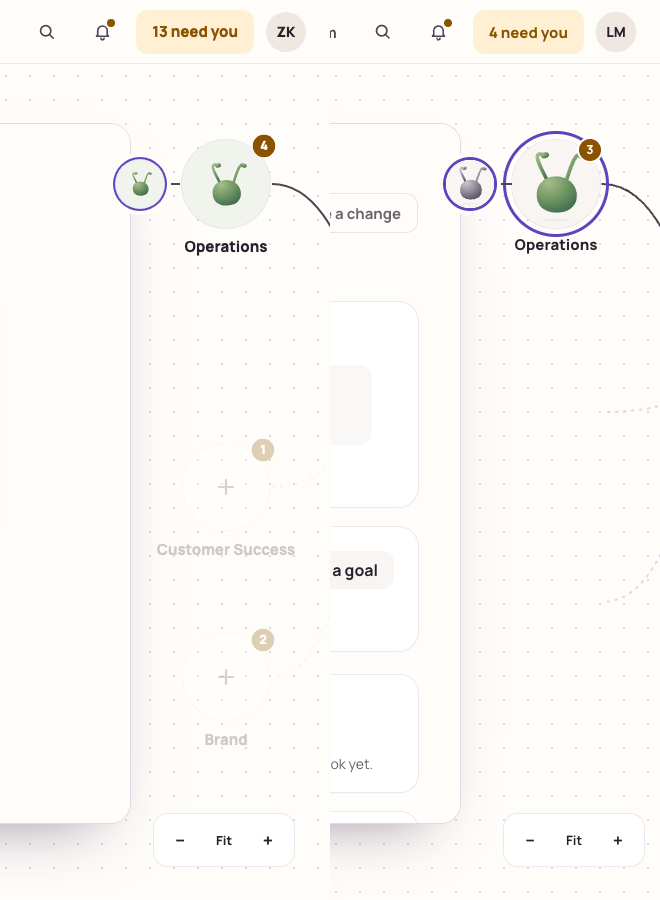 13 need you
ZK
4
Operations
1
Customer Success
2
Brand
− Fit +
n
4 need you
LM
3
a change
Operations
a goal
ok yet.
− Fit +